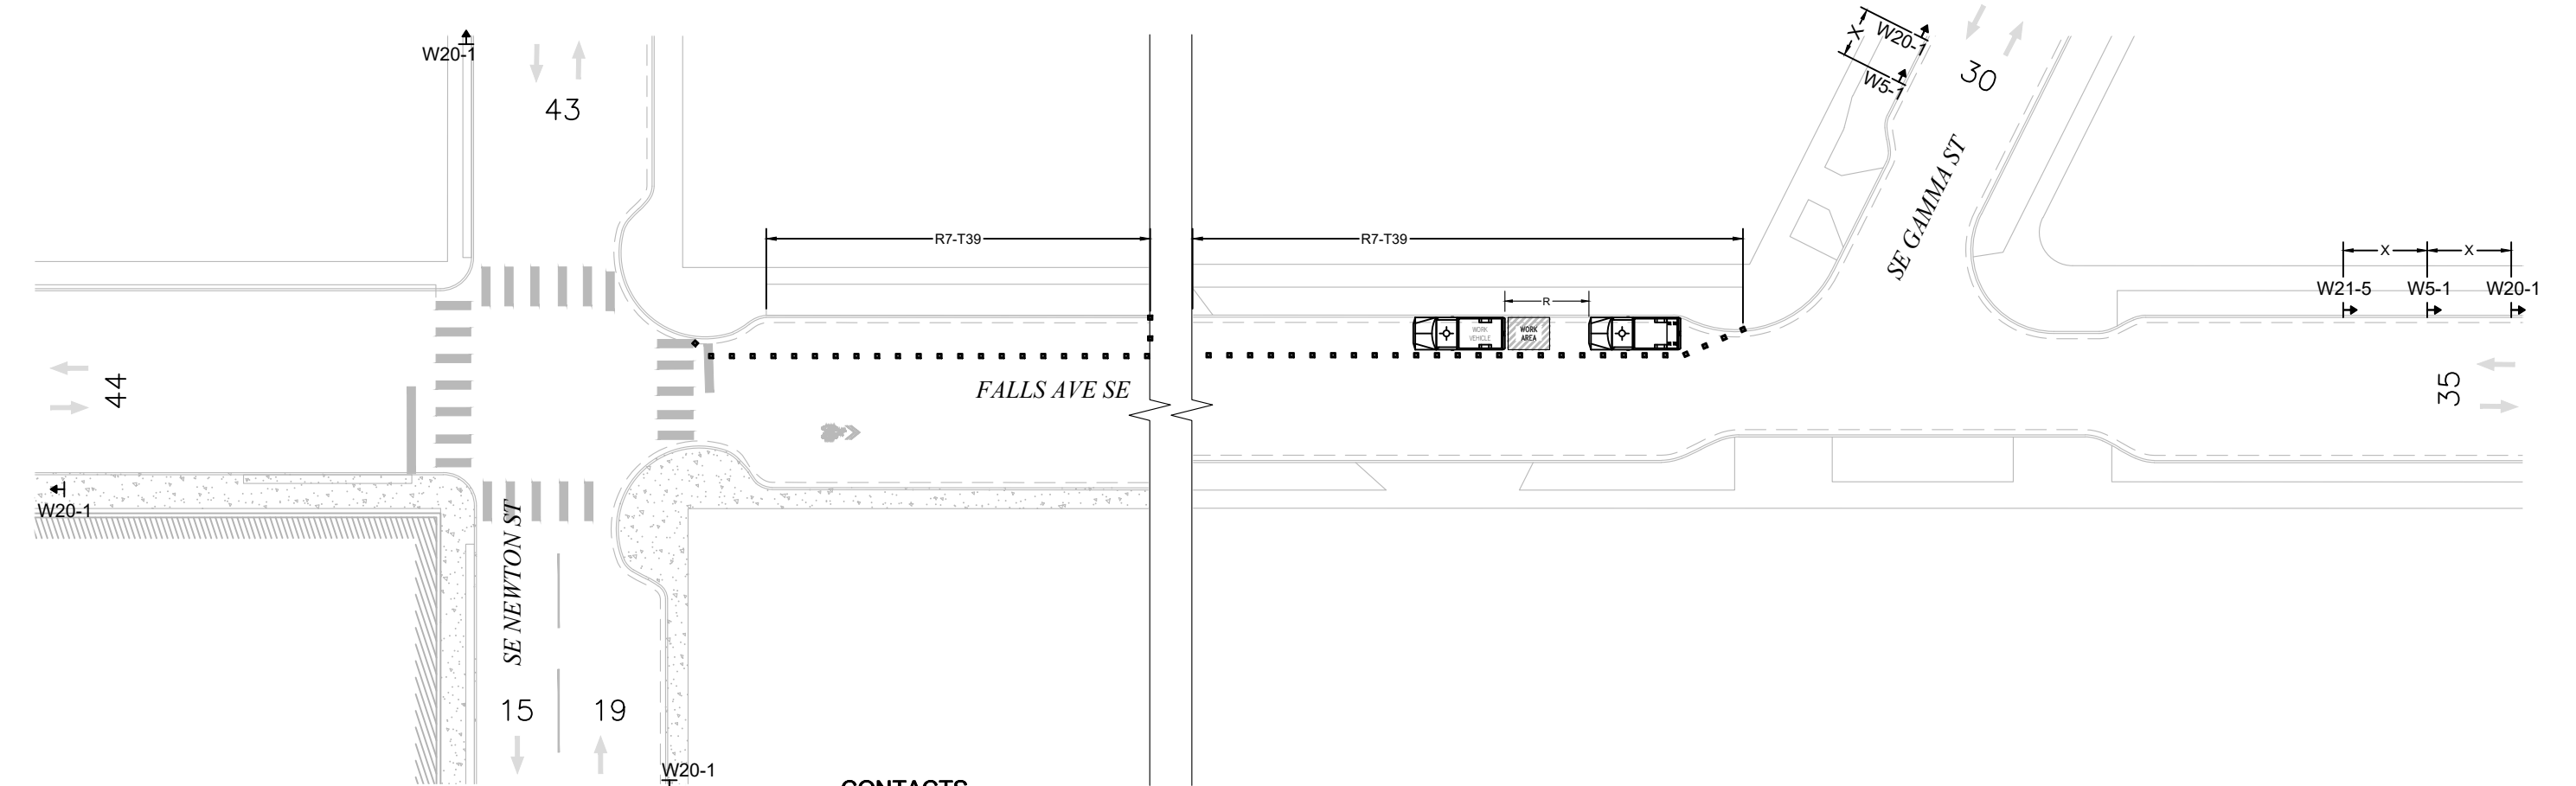 W20-1
43
X
W20-1
W5-1
30
SE GAMMA ST
R7-T39
R7-T39
X
X
W21-5
W5-1
W20-1
R
WORK
VEHICLE
WORK
AREA
44
FALLS AVE SE
35
W20-1
SE NEWTON ST
15
19
W20-1
CONTACTS